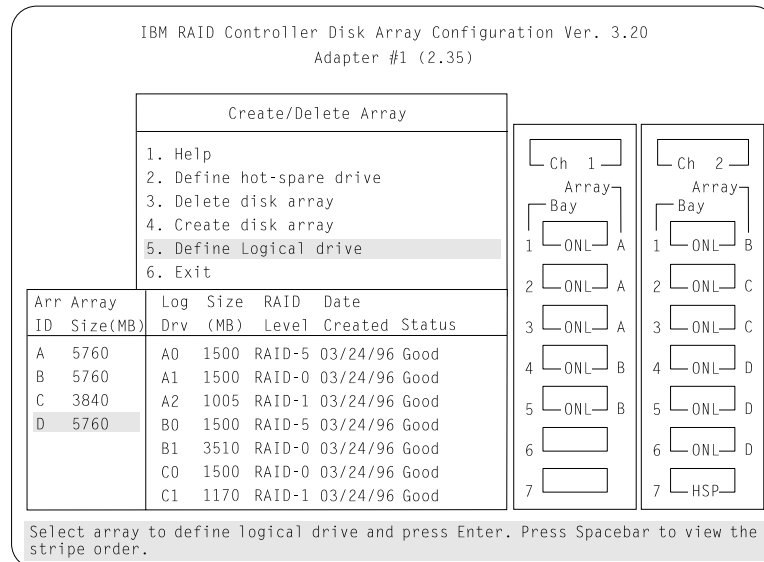 IBM RAID Controller Disk Array Configuration Ver. 3.20
Adapter #1 (2.35)
Create/Delete Array
1. Help
2. Define hot-spare drive
3. Delete disk array
4. Create disk array
5. Define Logical drive
6. Exit
Arr Array
ID Size(MB)
A 5760
B 5760
C 3840
D 5760
Log Size RAID Date
Drv (MB) Level Created Status
A0 1500 RAID-5 03/24/96 Good
A1 1500 RAID-0 03/24/96 Good
A2 1005 RAID-1 03/24/96 Good
B0 1500 RAID-5 03/24/96 Good
B1 3510 RAID-0 03/24/96 Good
C0 1500 RAID-0 03/24/96 Good
C1 1170 RAID-1 03/24/96 Good
Ch 1
Array
Bay
1 ONL A
2 ONL A
3 ONL A
4 ONL B
5 ONL B
6
7
Ch 2
Array
Bay
1 ONL B
2 ONL C
3 ONL C
4 ONL D
5 ONL D
6 ONL D
7 HSP
Select array to define logical drive and press Enter. Press Spacebar to view the
stripe order.